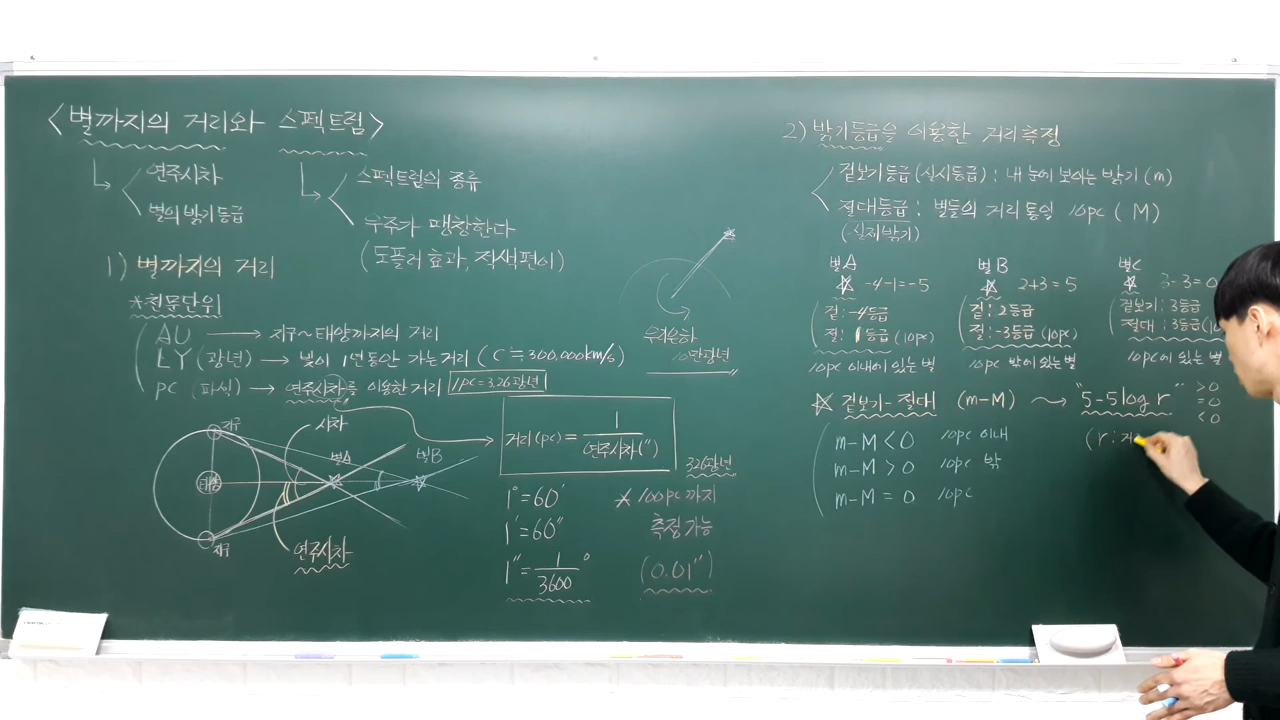 <별까지의 거리와 스펙트럼>
연주시차
별의 밝기등급
스펙트럼의 종류
우주가 팽창한다
(도플러 효과, 적색편이)
1) 별까지의 거리
*천문단위
AU → 지구~태양까지의 거리
LY (광년) → 빛이 1년동안 가는거리 (C ≒ 300,000km/s)
pc (파섹) → 연주시차를 이용한 거리 1pc=3.26광년
지구
시차
별A
별B
태양
지구
연주시차
우리은하
10만광년
거리(pc) = 1/연주시차(")
1°=60′
1′=60″
1″=1/3600°
326광년
* 100pc까지
측정가능
(0.01″)
2) 밝기등급을 이용한 거리측정
겉보기등급(실시등급) : 내 눈에 보이는 밝기 (m)
절대등급 : 별들의 거리 통일 10pc ( M )
(실제밝기)
별A
☆ -4-1=-5
겉:-4등급
절: 1등급 (10pc)
10pc 이내에 있는 별
별B
☆ 2+3=5
겉:2등급
절:-3등급 (10pc)
10pc 밖에 있는별
별C
☆ 3-3=0
겉보기:3등급
절대 :3등급(10
10pc에 있는 별
☆ 겉보기-절대 (m-M) → "5-5log r" >0
=0
<0
m-M<0 10pc 이내
m-M>0 10pc 밖
m-M=0 10pc
(r:거